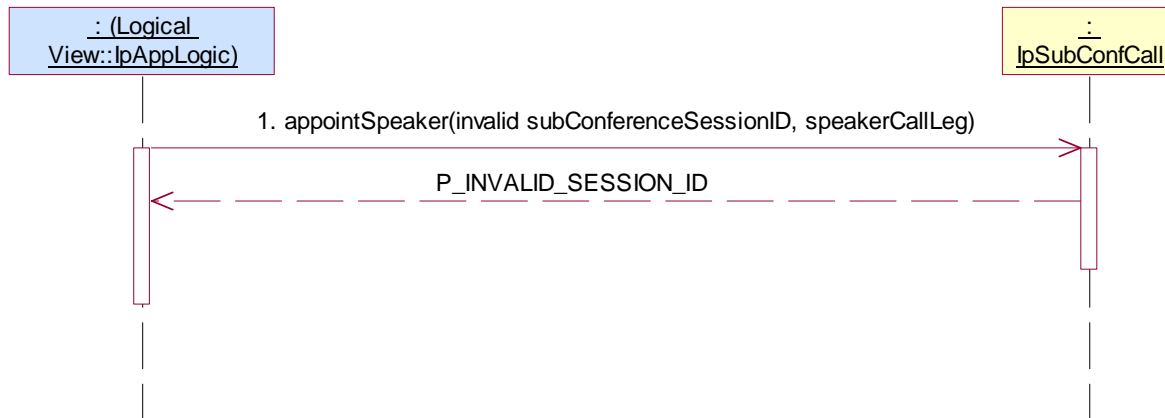 : (Logical
View::IpAppLogic)
:
IpSubConfCall
1. appointSpeaker(invalid subConferenceSessionID, speakerCallLeg)
P_INVALID_SESSION_ID